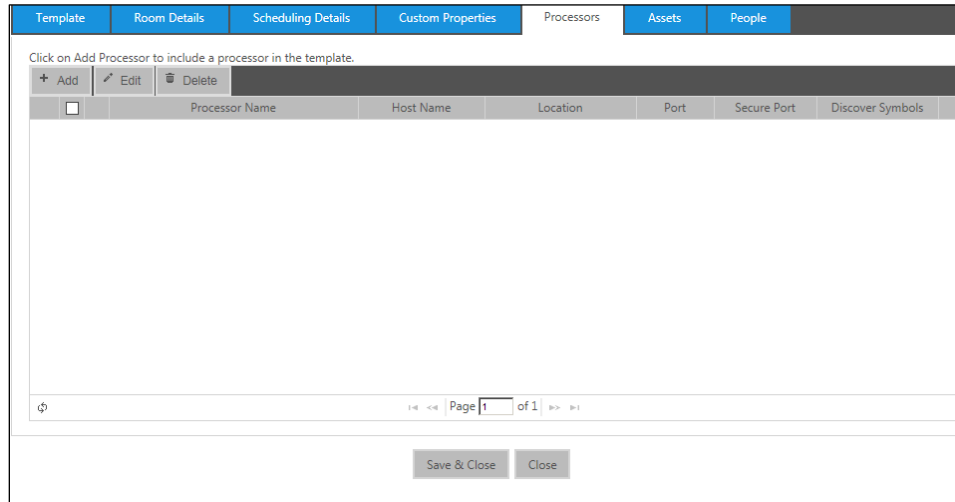 Template Room Details Scheduling Details Custom Properties Processors Assets People
Click on Add Processor to include a processor in the template.
+ Add Edit Delete
Processor Name Host Name Location Port Secure Port Discover Symbols
Page 1 of 1
Save & Close Close